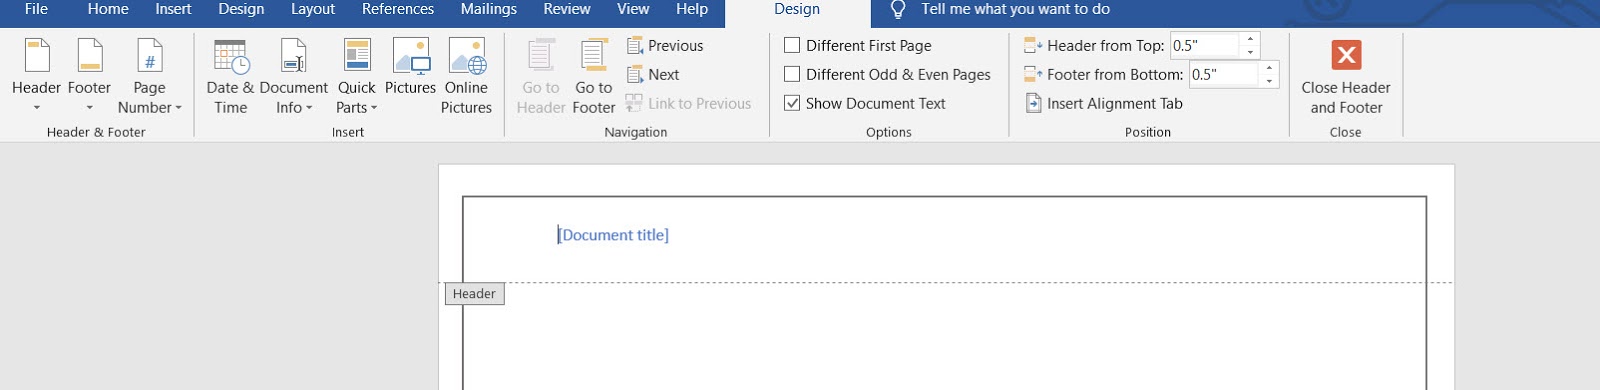 File Home Insert Design Layout References Mailings Review View Help Design Tell me what you want to do
Header Footer Page Number
Header & Footer
Date & Time Document Info Quick Parts Pictures Online Pictures
Insert
Go to Header Go to Footer
Previous
Next
Link to Previous
Navigation
Different First Page
Different Odd & Even Pages
Show Document Text
Options
Header from Top: 0.5"
Footer from Bottom: 0.5"
Insert Alignment Tab
Position
Close Header
and Footer
Close
[Document title]
Header